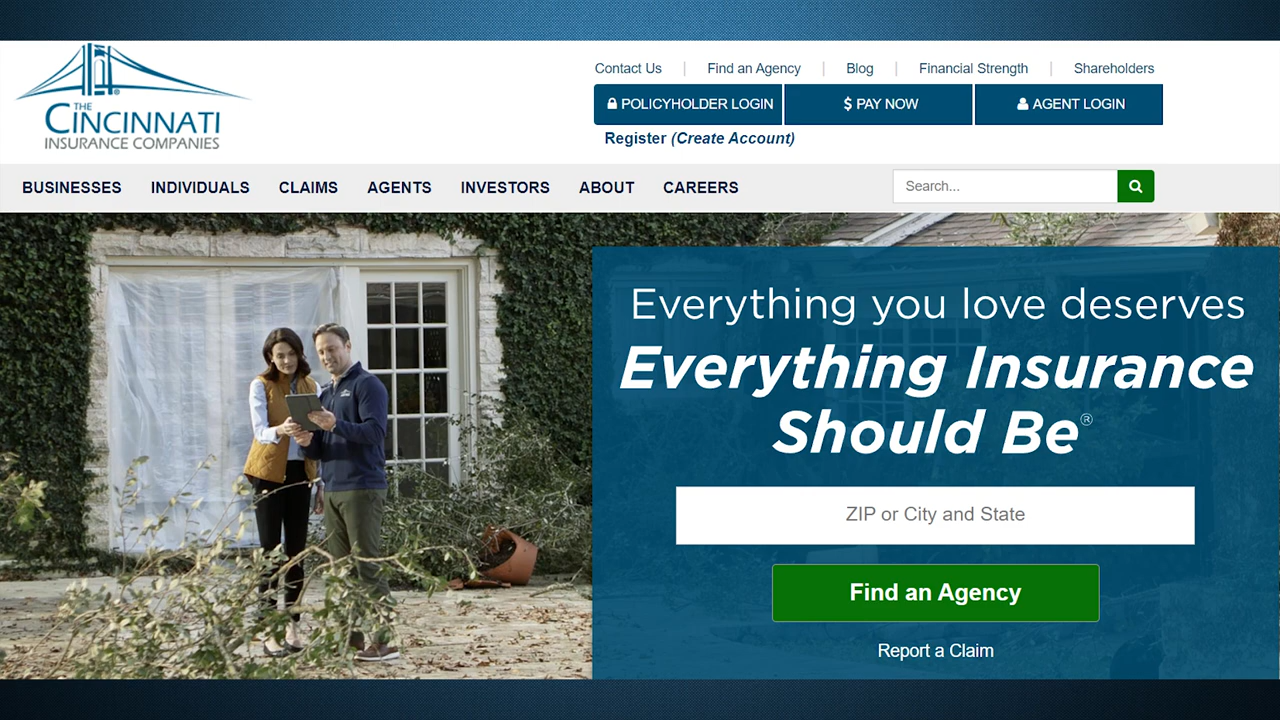 THE
CINCINNATI
INSURANCE COMPANIES
®
Contact Us | Find an Agency | Blog | Financial Strength | Shareholders
POLICYHOLDER LOGIN $ PAY NOW AGENT LOGIN
Register (Create Account)
BUSINESSES INDIVIDUALS CLAIMS AGENTS INVESTORS ABOUT CAREERS Search...
Everything you love deserves
Everything Insurance
Should Be®
ZIP or City and State
Find an Agency
Report a Claim